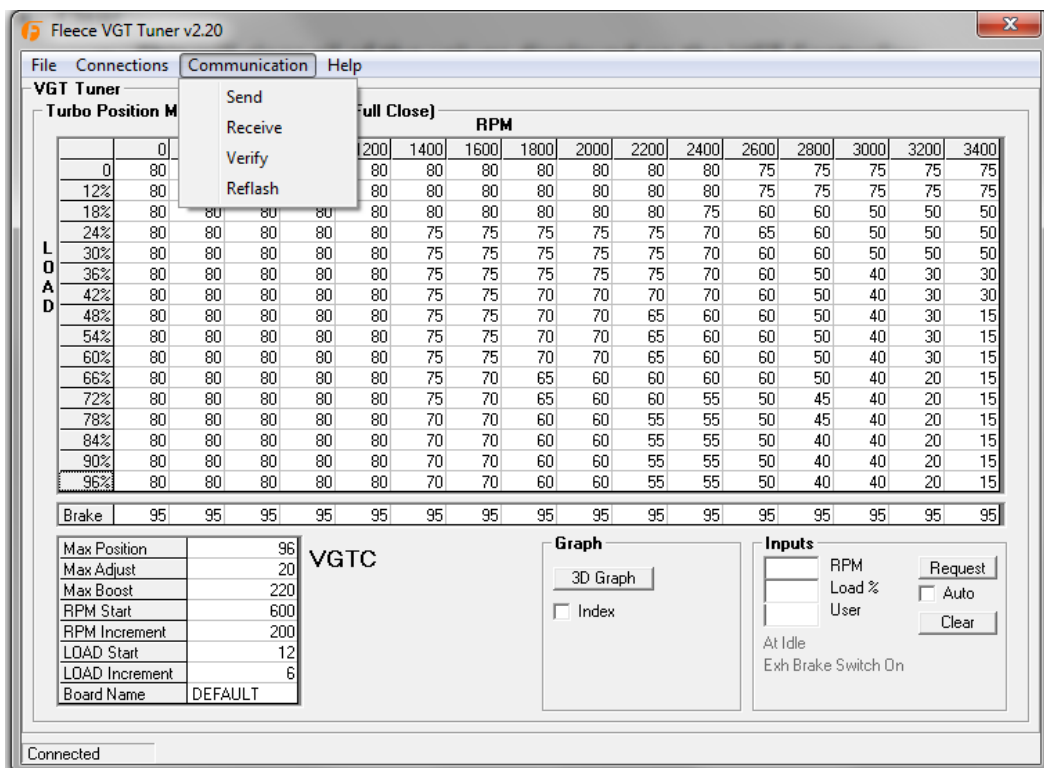 Fleece VGT Tuner v2.20
File Connections Communication Help
VGT Tuner
Send
Turbo Position M Full Close)
Receive
RPM
0 1200 1400 1600 1800 2000 2200 2400 2600 2800 3000 3200 3400
Verify
0 80 80 80 80 80 80 80 80 75 75 75 75 75
Reflash
12% 80 80 80 80 80 80 80 80 75 75 75 75 75
18% 80 80 80 80 80 80 80 80 80 80 75 60 60 50 50 50
24% 80 80 80 80 80 75 75 75 75 75 70 65 60 50 50 50
30% 80 80 80 80 80 75 75 75 75 75 70 60 60 50 50 50
36% 80 80 80 80 80 75 75 75 75 75 70 60 50 40 30 30
42% 80 80 80 80 80 75 75 70 70 70 70 60 50 40 30 30
48% 80 80 80 80 80 75 75 70 70 65 60 60 50 40 30 15
54% 80 80 80 80 80 75 75 70 70 65 60 60 50 40 30 15
60% 80 80 80 80 80 75 75 70 70 65 60 60 50 40 30 15
66% 80 80 80 80 80 75 70 65 60 60 60 60 50 40 20 15
72% 80 80 80 80 80 75 70 65 60 60 55 50 45 40 20 15
78% 80 80 80 80 80 70 70 60 60 55 55 50 45 40 20 15
84% 80 80 80 80 80 70 70 60 60 55 55 50 40 40 20 15
90% 80 80 80 80 80 70 70 60 60 55 55 50 40 40 20 15
96% 80 80 80 80 80 70 70 60 60 55 55 50 40 40 20 15
LOAD
Brake 95 95 95 95 95 95 95 95 95 95 95 95 95 95 95 95
Max Position 96
Max Adjust 20
Max Boost 220
RPM Start 600
RPM Increment 200
LOAD Start 12
LOAD Increment 6
Board Name DEFAULT
VGTC
Graph
3D Graph
Index
Inputs
RPM Request
Load % Auto
User Clear
At Idle
Exh Brake Switch On
Connected